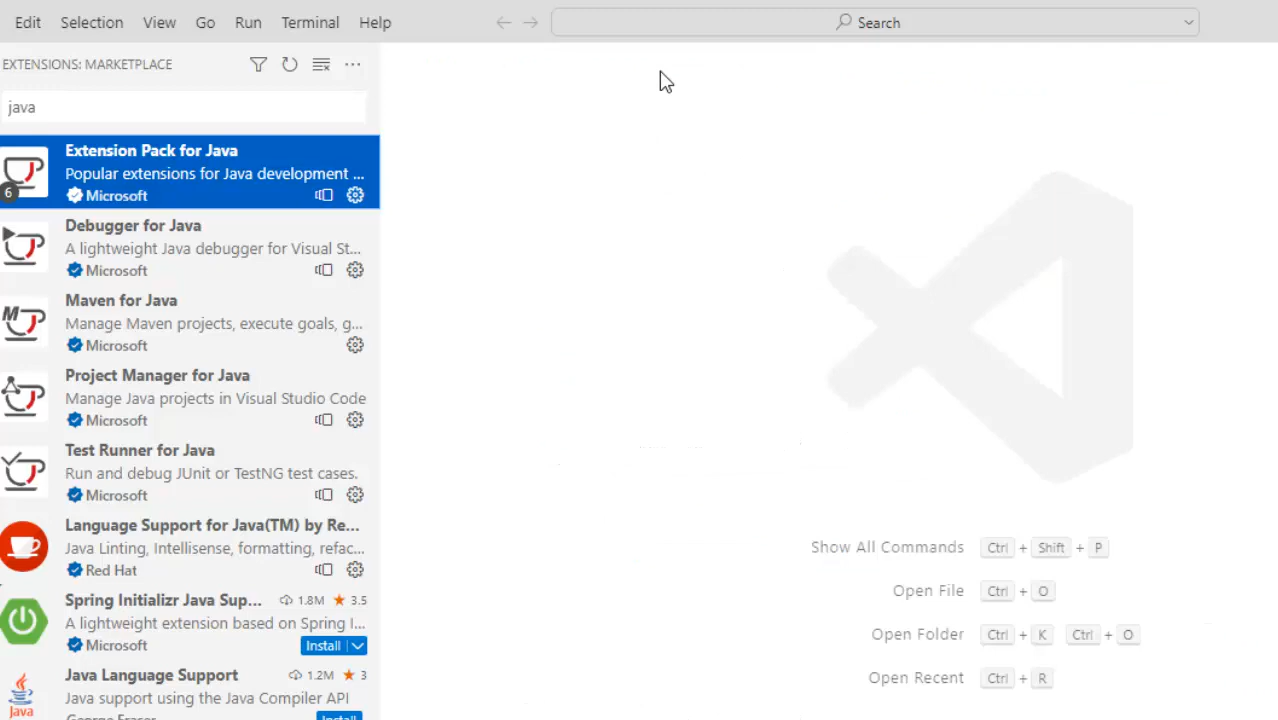 Edit Selection View Go Run Terminal Help Search
EXTENSIONS: MARKETPLACE
java
Extension Pack for Java
Popular extensions for Java development ...
6
Microsoft
Debugger for Java
A lightweight Java debugger for Visual St...
Microsoft
Maven for Java
Manage Maven projects, execute goals, g...
M
Microsoft
Project Manager for Java
Manage Java projects in Visual Studio Code
Microsoft
Test Runner for Java
Run and debug JUnit or TestNG test cases.
Microsoft
Language Support for Java(TM) by Re...
Java Linting, Intellisense, formatting, refac...
Red Hat
Spring Initializr Java Sup... 1.8M 3.5
A lightweight extension based on Spring I...
Microsoft Install
Java Language Support 1.2M 3
Java support using the Java Compiler API
Java
George Fraser Install
Show All Commands Ctrl + Shift + P
Open File Ctrl + O
Open Folder Ctrl + K Ctrl + O
Open Recent Ctrl + R